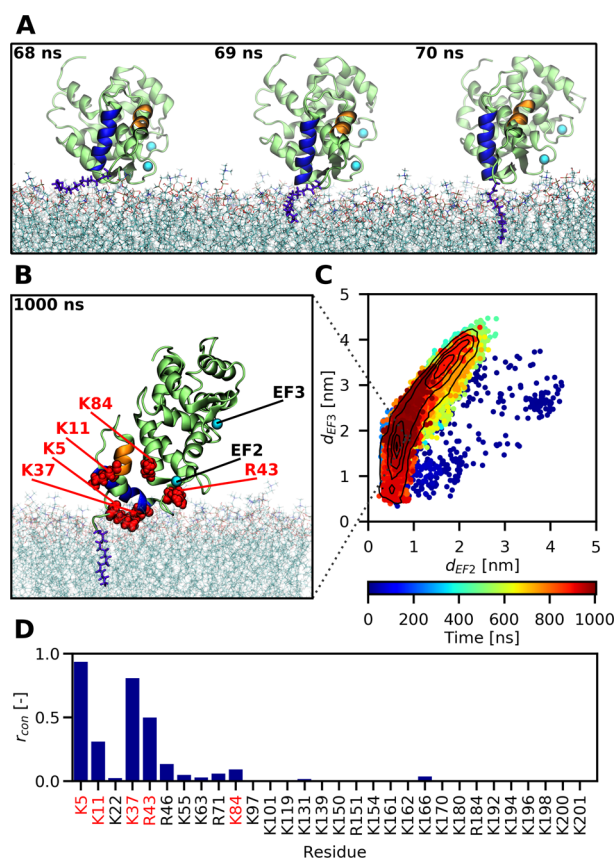 A
68 ns
69 ns
70 ns
B
1000 ns
EF3
K84
K11
EF2
K5
K37
R43
C
5
4
3
2
1
0
d_EF3 [nm]
0 1 2 3 4 5
d_EF2 [nm]
0 200 400 600 800 1000
Time [ns]
D
1.0
0.5
0.0
r_con [-]
K5 K11 K22 K37 R43 R46 K55 K63 R71 K84 K97 K101 K119 K131 K139 K150 R151 K154 K161 K162 K166 K170 K180 R184 K192 K194 K196 K198 K200 K201
Residue